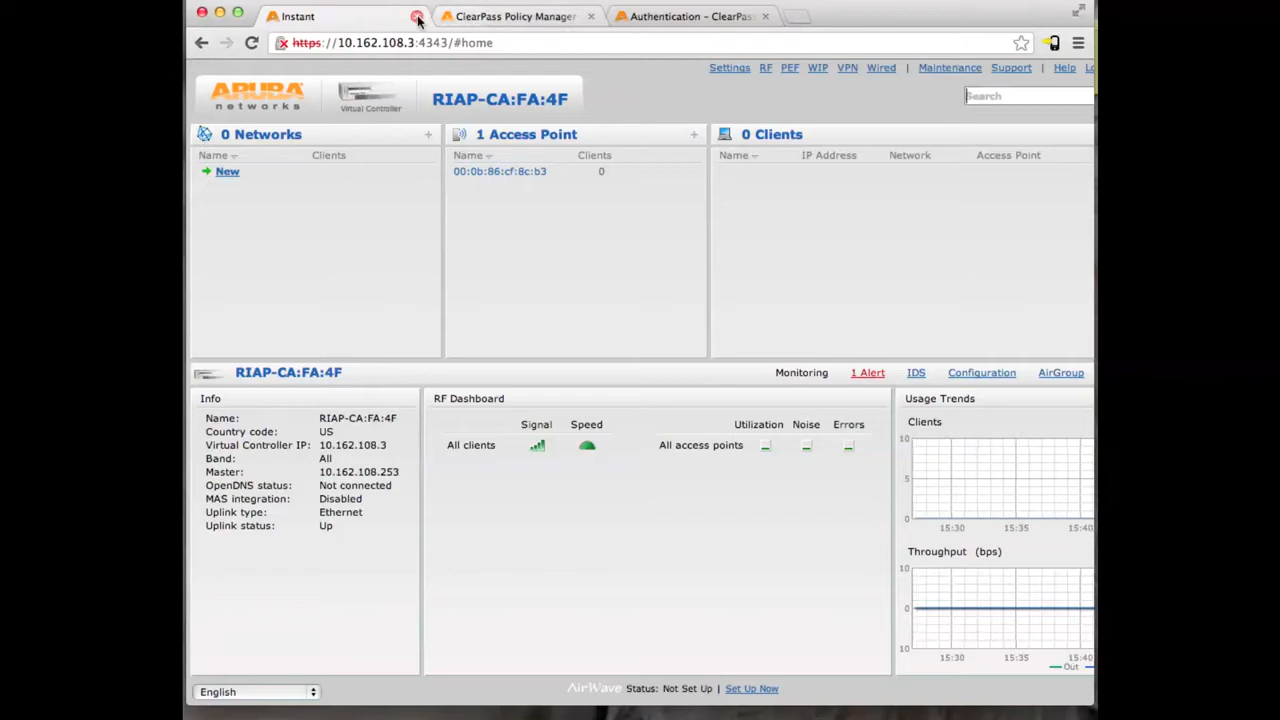 Instant
ClearPass Policy Manager
Authentication - ClearPas
https://10.162.108.3:4343/#home
Settings RF PEF WIP VPN Wired | Maintenance Support | Help Lo
ARUBA
networks
Virtual Controller
RIAP-CA:FA:4F
Search
0 Networks +
Name Clients
New
1 Access Point +
Name Clients
00:0b:86:cf:8c:b3 0
0 Clients
Name IP Address Network Access Point
RIAP-CA:FA:4F
Monitoring 1 Alert IDS Configuration AirGroup
Info
Name: RIAP-CA:FA:4F
Country code: US
Virtual Controller IP: 10.162.108.3
Band: All
Master: 10.162.108.253
OpenDNS status: Not connected
MAS integration: Disabled
Uplink type: Ethernet
Uplink status: Up
RF Dashboard
Signal Speed
All clients
Utilization Noise Errors
All access points
Usage Trends
Clients
10
5
0
15:30 15:35 15:40
Throughput (bps)
10
0
10
15:30 15:35 15:40
Out
English
AirWave Status: Not Set Up | Set Up Now